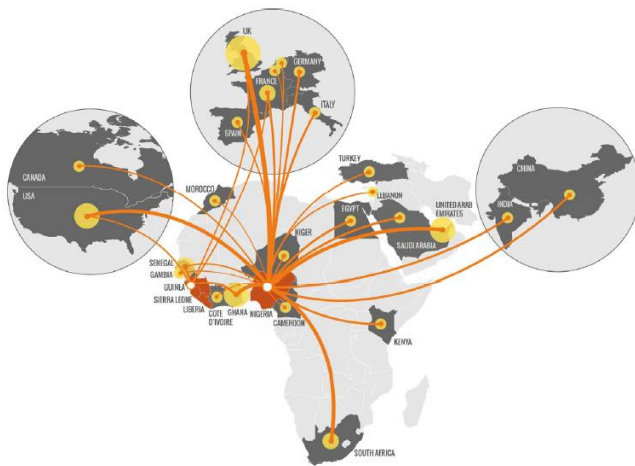 UK
GERMANY
FRANCE
ITALY
SPAIN
CANADA
USA
CHINA
INDIA
TURKEY
LEBANON
MOROCCO
EGYPT
UNITED ARAB
EMIRATES
SAUDI ARABIA
NIGER
SENEGAL
GAMBIA
GUINEA
SIERRA LEONE
LIBERIA
CÔTE
D'IVOIRE
GHANA
NIGERIA
CAMEROON
KENYA
SOUTH AFRICA